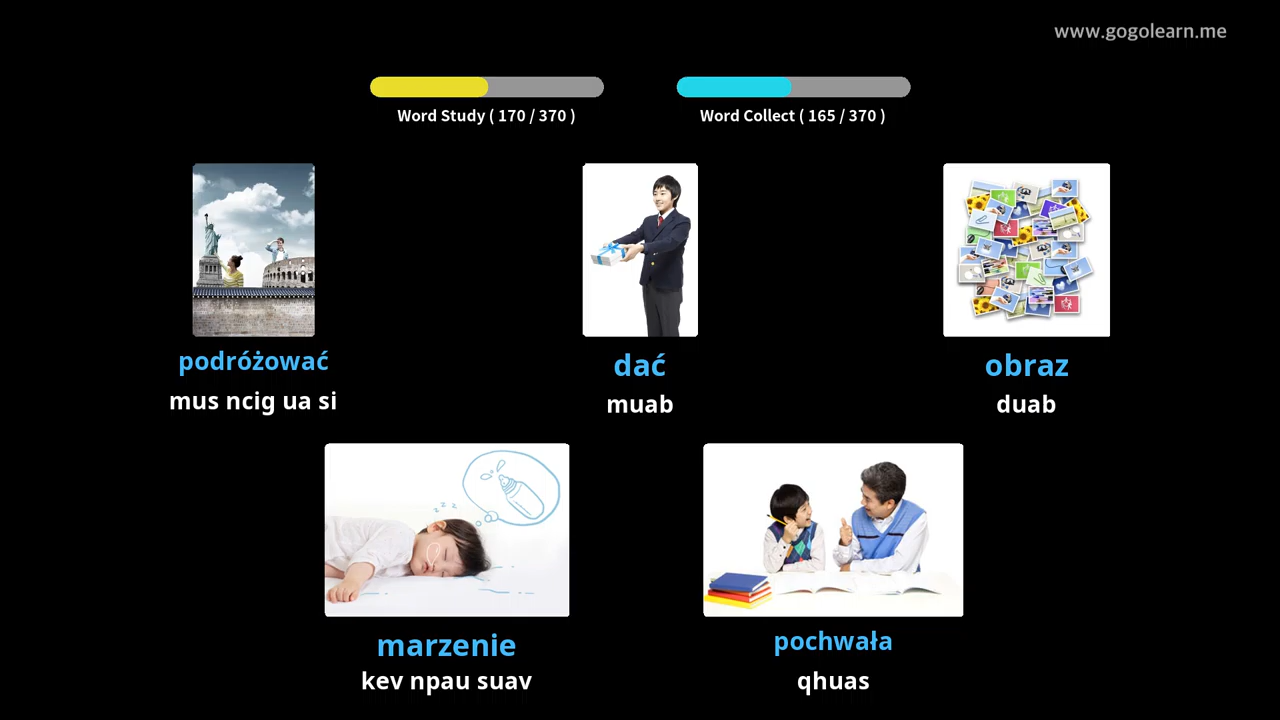 www.gogolearn.me
Word Study ( 170 / 370 )
Word Collect ( 165 / 370 )
podróżować
mus ncig ua si
dać
muab
obraz
duab
marzenie
kev npau suav
pochwała
qhuas